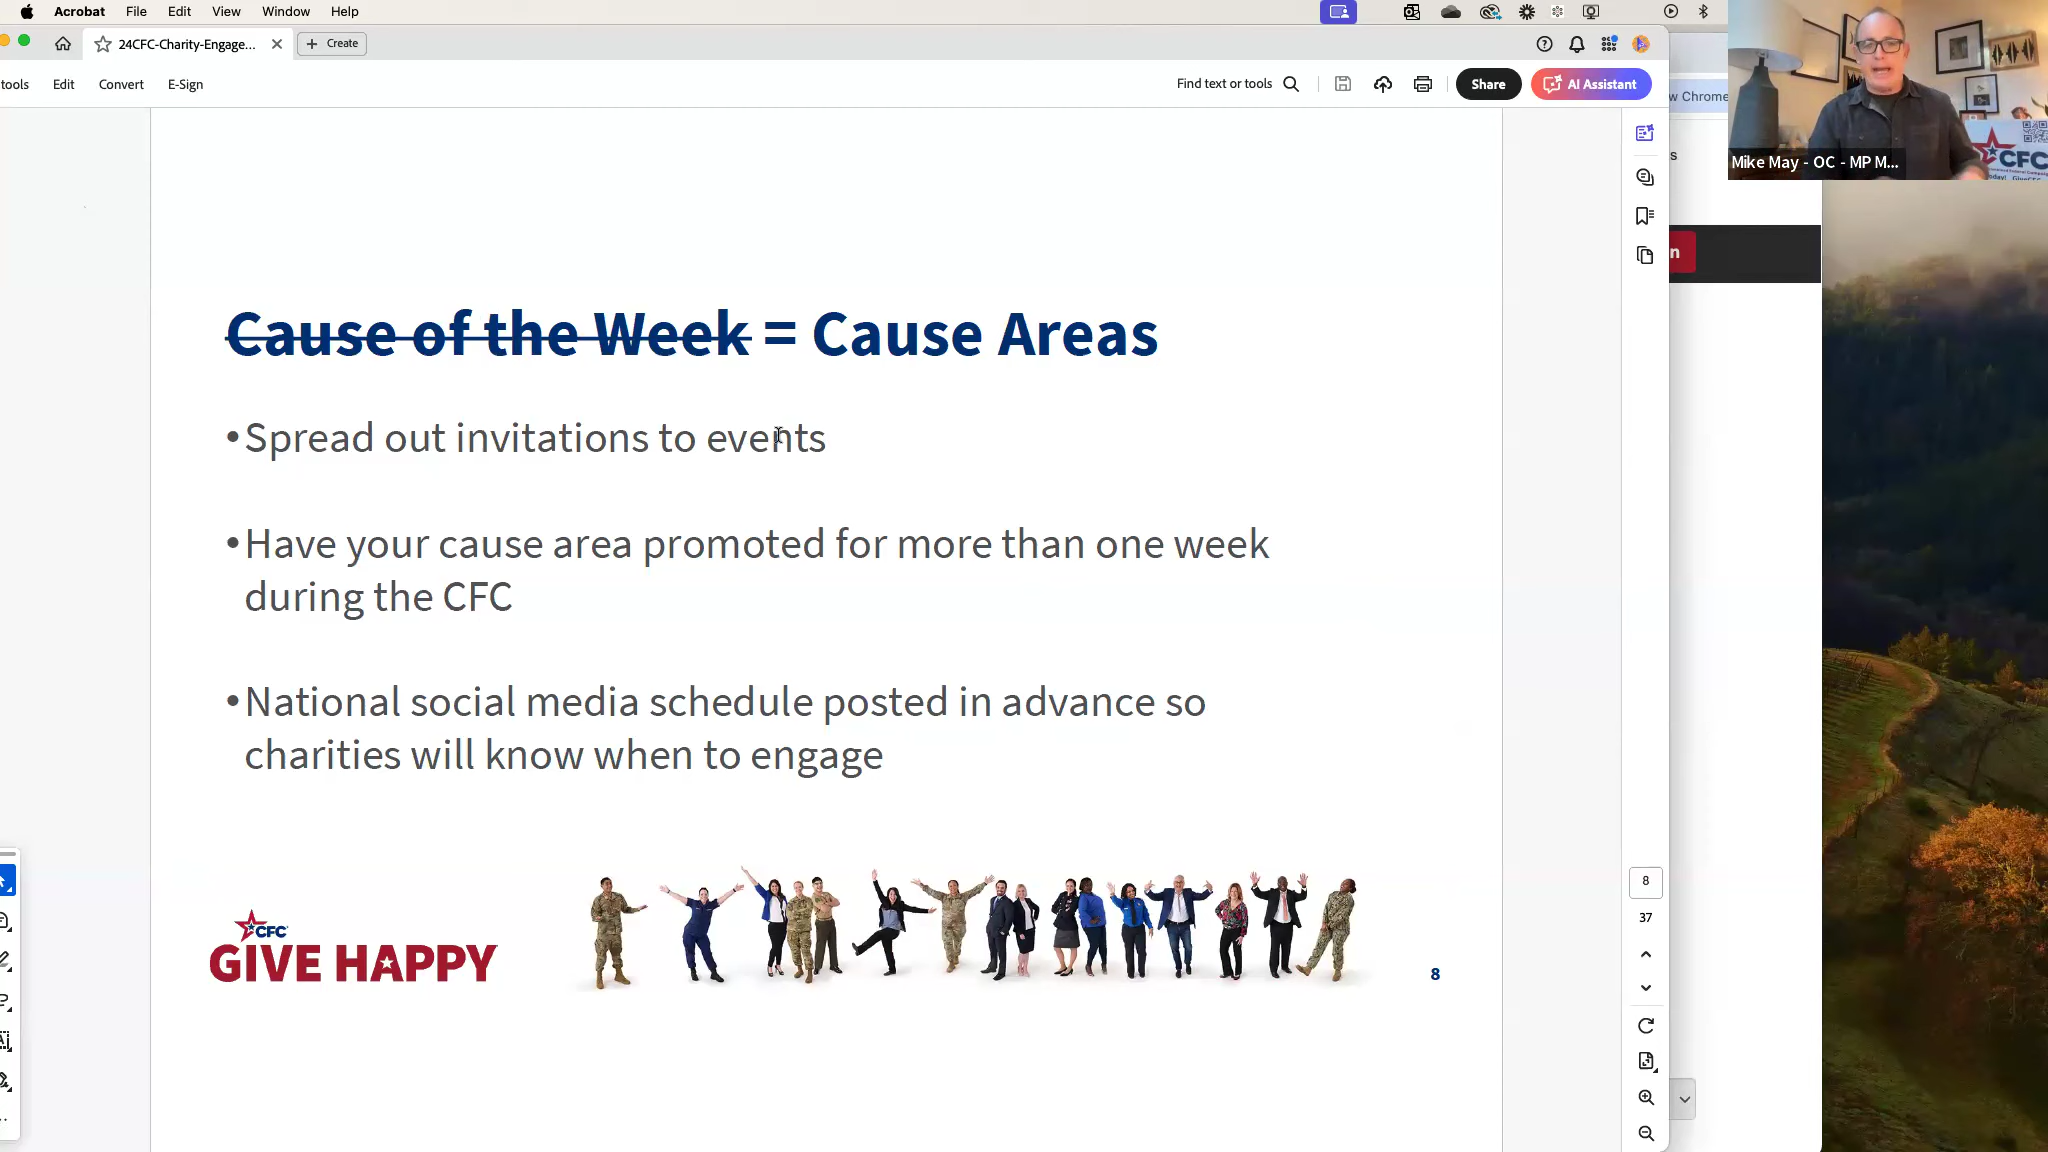 Acrobat File Edit View Window Help
24CFC-Charity-Engage... Create
tools Edit Convert E-Sign
Find text or tools Share AI Assistant
w Chrome
s
Mike May - OC - MP M...
CFC
n
Cause of the Week = Cause Areas
•Spread out invitations to events
•Have your cause area promoted for more than one week
during the CFC
•National social media schedule posted in advance so
charities will know when to engage
CFC
GIVE HAPPY
8
8
37